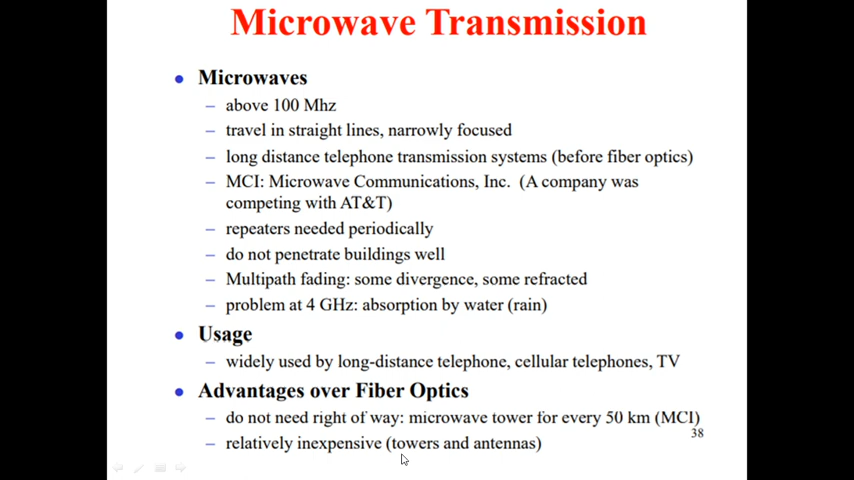 Microwave Transmission
• Microwaves
– above 100 Mhz
– travel in straight lines, narrowly focused
– long distance telephone transmission systems (before fiber optics)
– MCI: Microwave Communications, Inc. (A company was
competing with AT&T)
– repeaters needed periodically
– do not penetrate buildings well
– Multipath fading: some divergence, some refracted
– problem at 4 GHz: absorption by water (rain)
• Usage
– widely used by long-distance telephone, cellular telephones, TV
• Advantages over Fiber Optics
– do not need right of way: microwave tower for every 50 km (MCI)
– relatively inexpensive (towers and antennas)
38